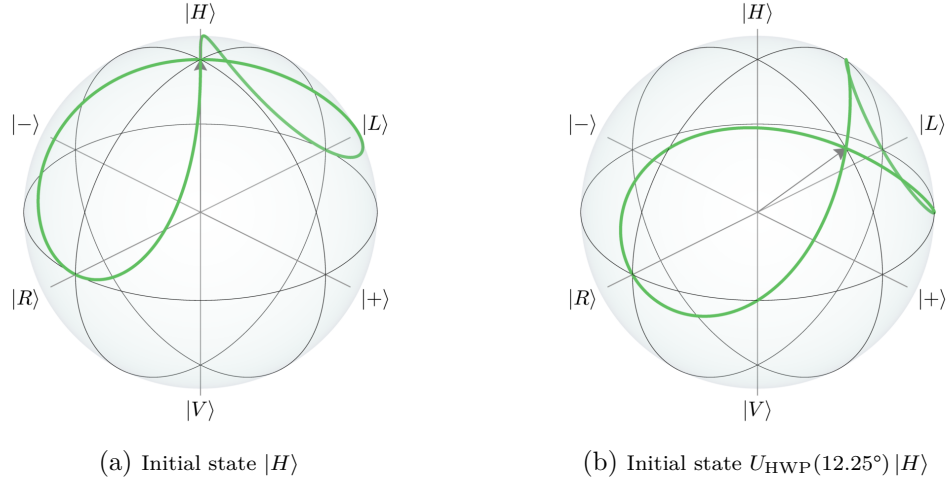 |H⟩ |H⟩
|−⟩ |L⟩ |−⟩ |L⟩
|R⟩ |+⟩ |R⟩ |+⟩
|V⟩ |V⟩
(a) Initial state |H⟩ (b) Initial state U_HWP(12.25°) |H⟩